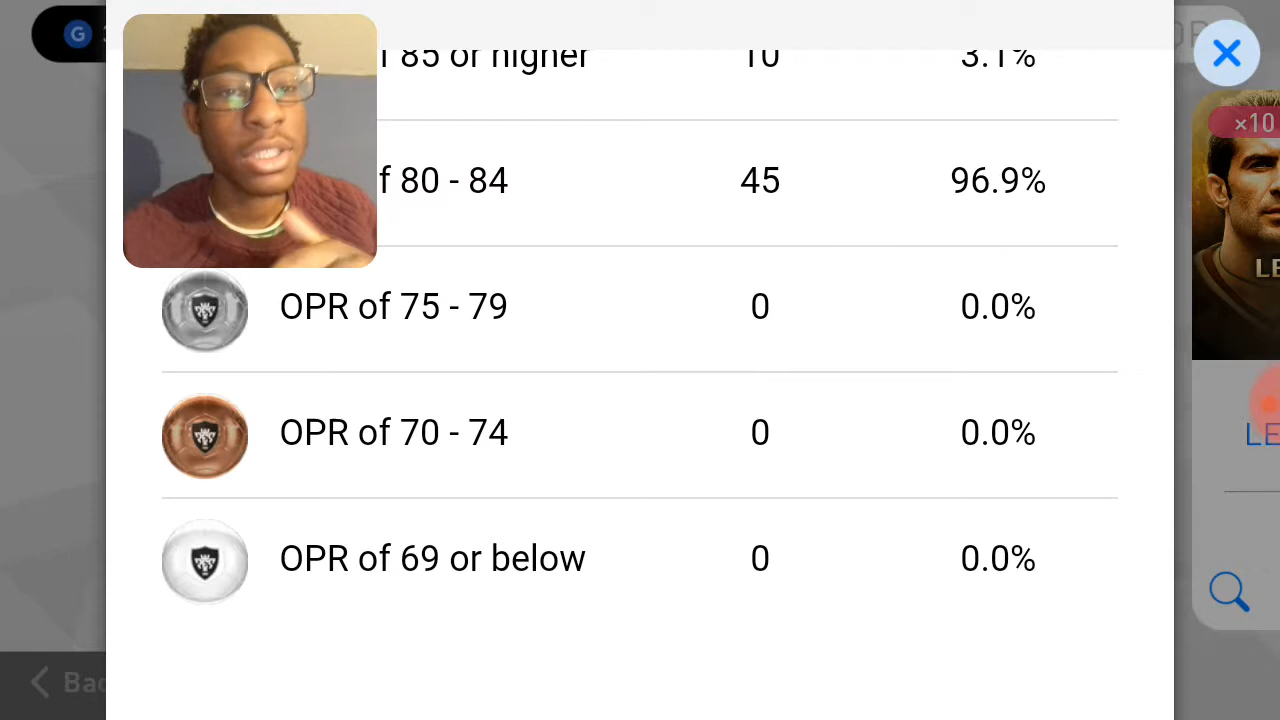 85 or higher 10 3.1%
f 80 - 84 45 96.9%
OPR of 75 - 79 0 0.0%
OPR of 70 - 74 0 0.0%
OPR of 69 or below 0 0.0%
G
×10
LE
LE
Bac